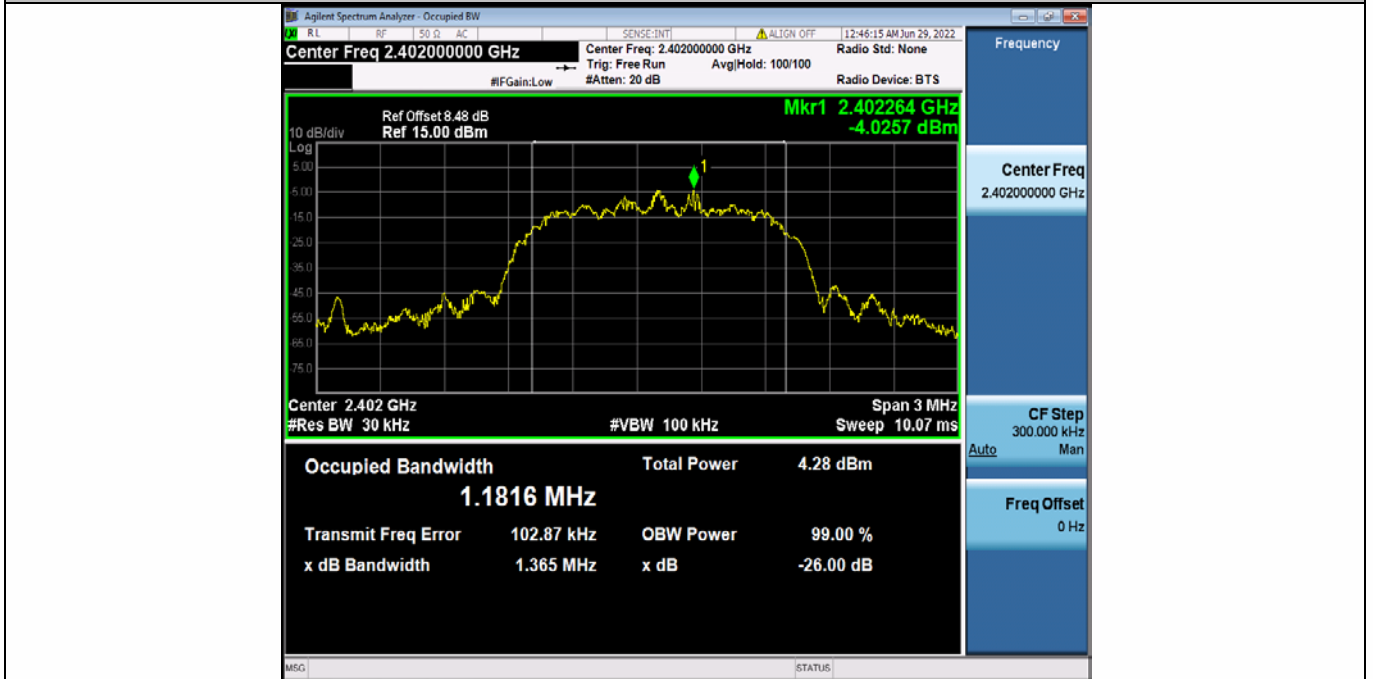 Agilent Spectrum Analyzer - Occupied BW
RL RF 50 Ω AC SENSE:INT ALIGN OFF 12:46:15 AM Jun 29, 2022
Center Freq 2.402000000 GHz
Center Freq: 2.402000000 GHz
Radio Std: None
Trig: Free Run Avg|Hold: 100/100
#IFGain:Low
#Atten: 20 dB
Radio Device: BTS
Frequency
Mkr1 2.402264 GHz
-4.0257 dBm
Ref Offset 8.48 dB
10 dB/div Ref 15.00 dBm
Log
1
5.00
-5.00
-15.0
-25.0
-35.0
-45.0
-55.0
-65.0
-75.0
Center 2.402 GHz Span 3 MHz
#Res BW 30 kHz #VBW 100 kHz Sweep 10.07 ms
Occupied Bandwidth Total Power 4.28 dBm
1.1816 MHz
Transmit Freq Error 102.87 kHz OBW Power 99.00 %
x dB Bandwidth 1.365 MHz x dB -26.00 dB
Center Freq
2.402000000 GHz
CF Step
300.000 kHz
Auto Man
Freq Offset
0 Hz
MSG STATUS